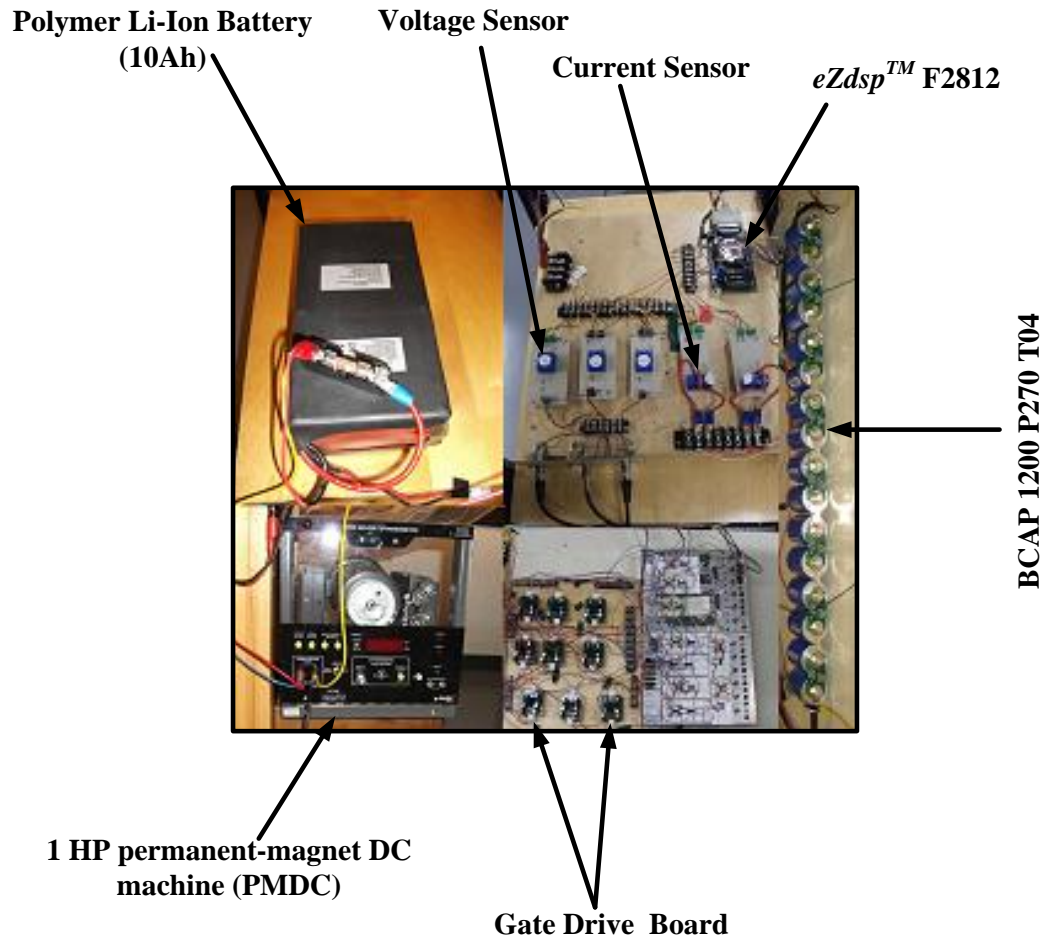 Polymer Li-Ion Battery
(10Ah)
Voltage Sensor
Current Sensor
eZdsp™ F2812
BCAP 1200 P270 T04
1 HP permanent-magnet DC
machine (PMDC)
Gate Drive Board